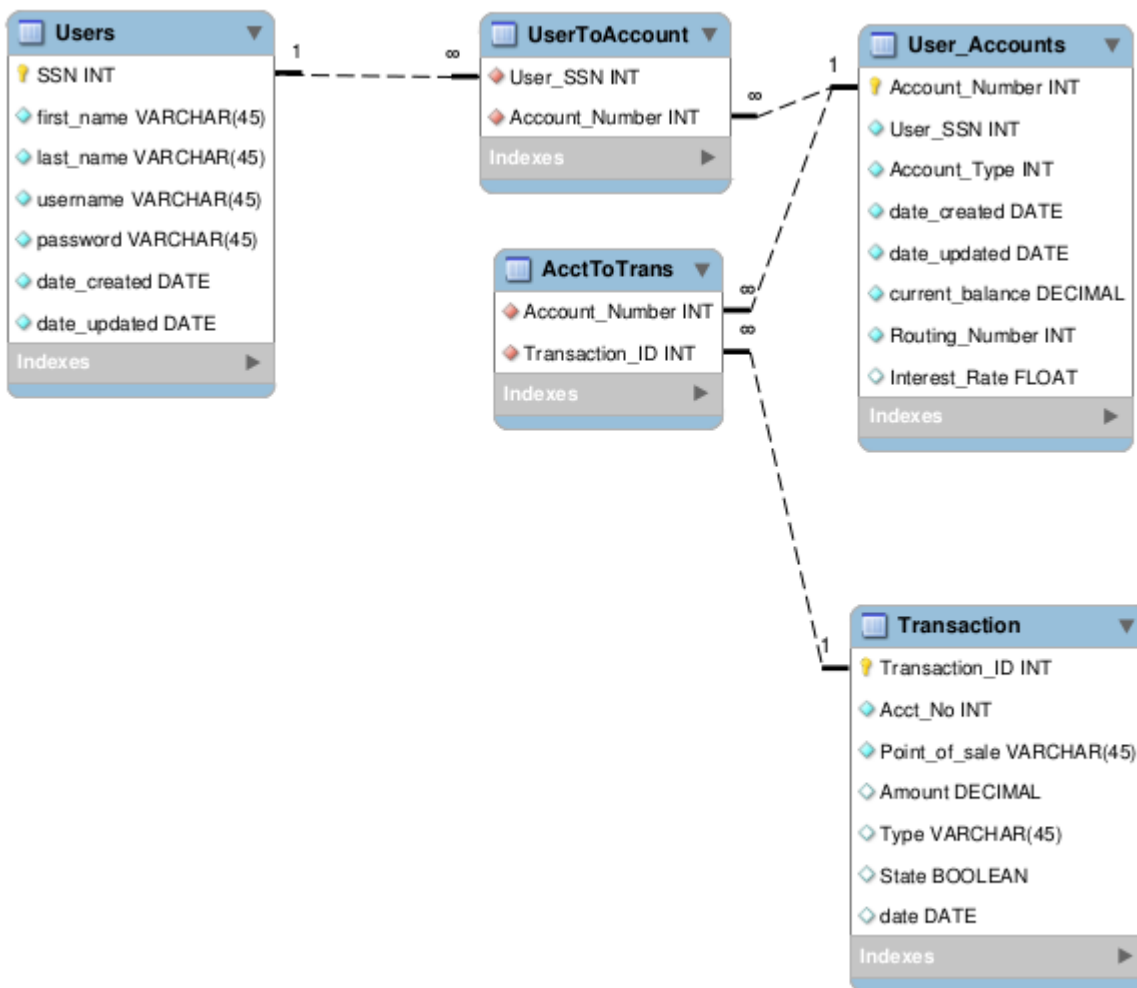 Users
SSN INT
first_name VARCHAR(45)
last_name VARCHAR(45)
username VARCHAR(45)
password VARCHAR(45)
date_created DATE
date_updated DATE
Indexes
1
∞
UserToAccount
User_SSN INT
Account_Number INT
Indexes
∞
1
User_Accounts
Account_Number INT
User_SSN INT
Account_Type INT
date_created DATE
date_updated DATE
current_balance DECIMAL
Routing_Number INT
Interest_Rate FLOAT
Indexes
AcctToTrans
Account_Number INT
Transaction_ID INT
Indexes
∞
∞
1
Transaction
Transaction_ID INT
Acct_No INT
Point_of_sale VARCHAR(45)
Amount DECIMAL
Type VARCHAR(45)
State BOOLEAN
date DATE
Indexes